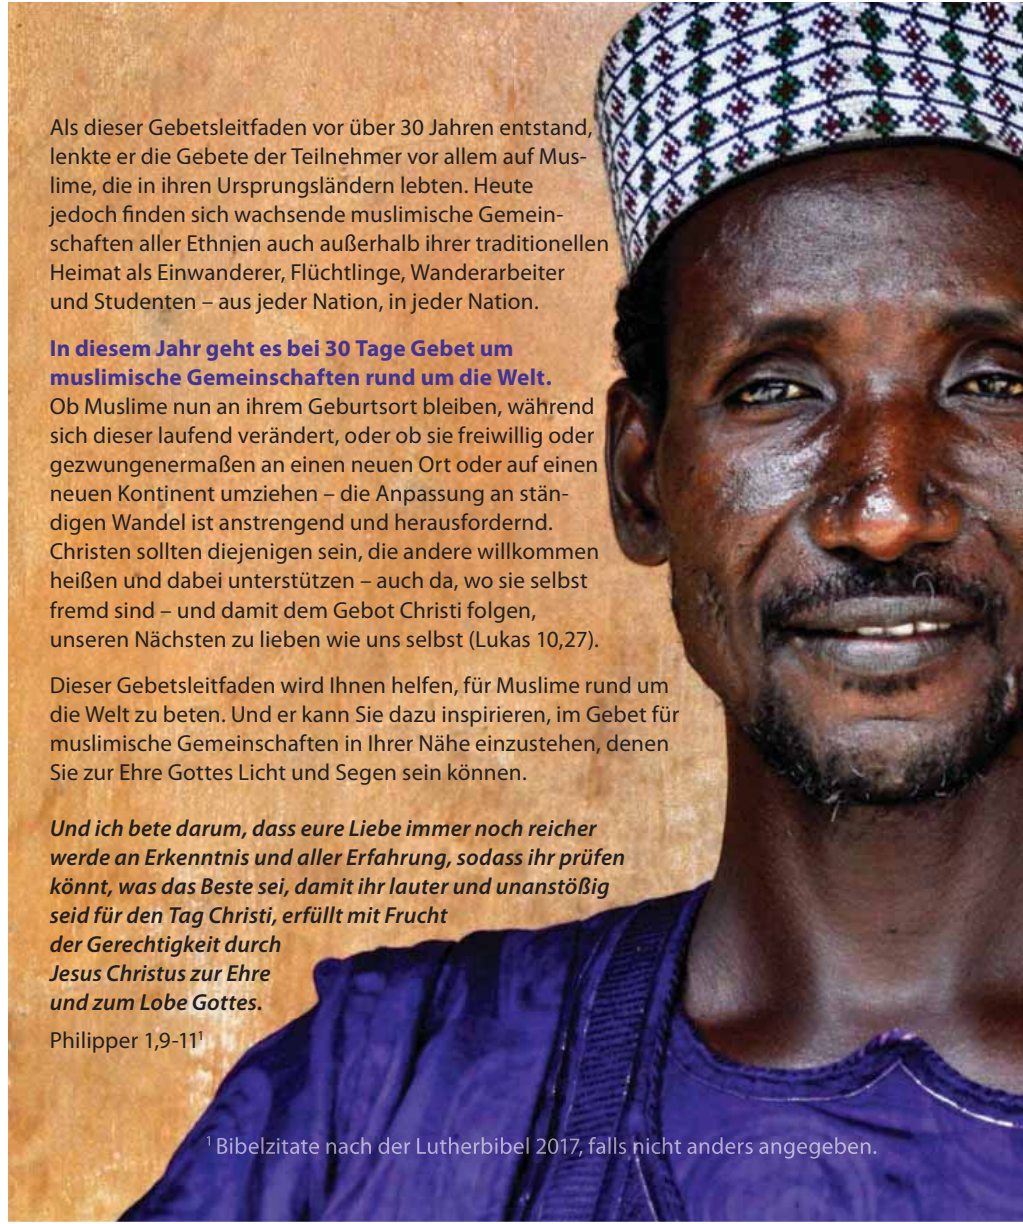 Als dieser Gebetsleitfaden vor über 30 Jahren entstand,
lenkte er die Gebete der Teilnehmer vor allem auf Mus-
lime, die in ihren Ursprungsländern lebten. Heute
jedoch finden sich wachsende muslimische Gemein-
schaften aller Ethnien auch außerhalb ihrer traditionellen
Heimat als Einwanderer, Flüchtlinge, Wanderarbeiter
und Studenten – aus jeder Nation, in jeder Nation.
In diesem Jahr geht es bei 30 Tage Gebet um
muslimische Gemeinschaften rund um die Welt.
Ob Muslime nun an ihrem Geburtsort bleiben, während
sich dieser laufend verändert, oder ob sie freiwillig oder
gezwungenermaßen an einen neuen Ort oder auf einen
neuen Kontinent umziehen – die Anpassung an stän-
digen Wandel ist anstrengend und herausfordernd.
Christen sollten diejenigen sein, die andere willkommen
heißen und dabei unterstützen – auch da, wo sie selbst
fremd sind – und damit dem Gebot Christi folgen,
unseren Nächsten zu lieben wie uns selbst (Lukas 10,27).
Dieser Gebetsleitfaden wird Ihnen helfen, für Muslime rund um
die Welt zu beten. Und er kann Sie dazu inspirieren, im Gebet für
muslimische Gemeinschaften in Ihrer Nähe einzustehen, denen
Sie zur Ehre Gottes Licht und Segen sein können.
Und ich bete darum, dass eure Liebe immer noch reicher
werde an Erkenntnis und aller Erfahrung, sodass ihr prüfen
könnt, was das Beste sei, damit ihr lauter und unanstößig
seid für den Tag Christi, erfüllt mit Frucht
der Gerechtigkeit durch
Jesus Christus zur Ehre
und zum Lobe Gottes.
Philipper 1,9-11¹
¹ Bibelzitate nach der Lutherbibel 2017, falls nicht anders angegeben.